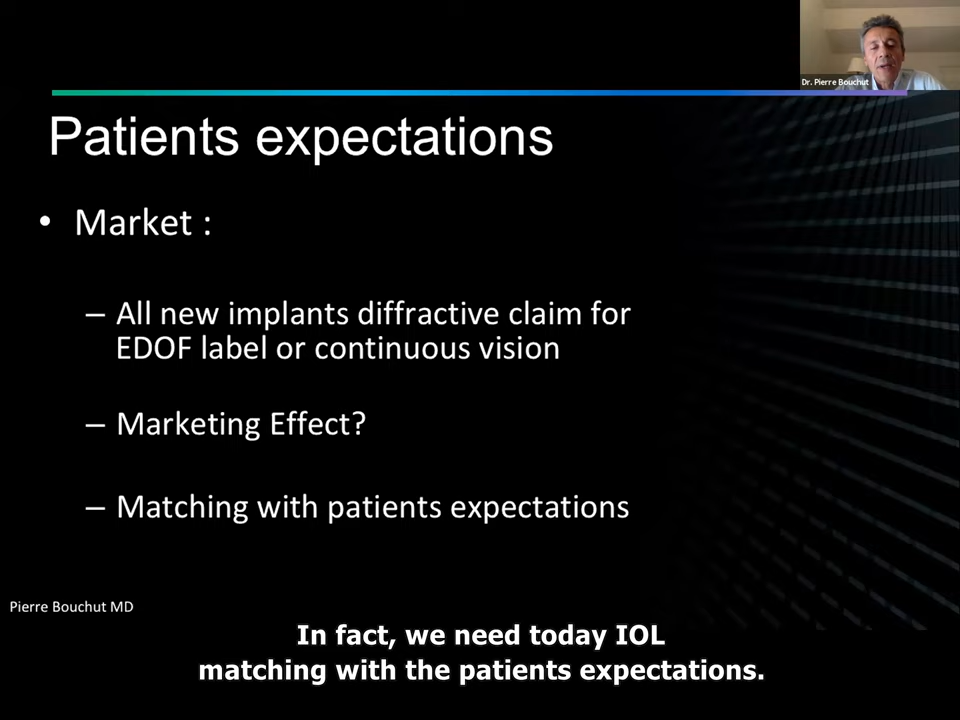 Dr. Pierre Bouchut
Patients expectations
• Market :
– All new implants diffractive claim for
EDOF label or continuous vision
– Marketing Effect?
– Matching with patients expectations
Pierre Bouchut MD
In fact, we need today IOL
matching with the patients expectations.